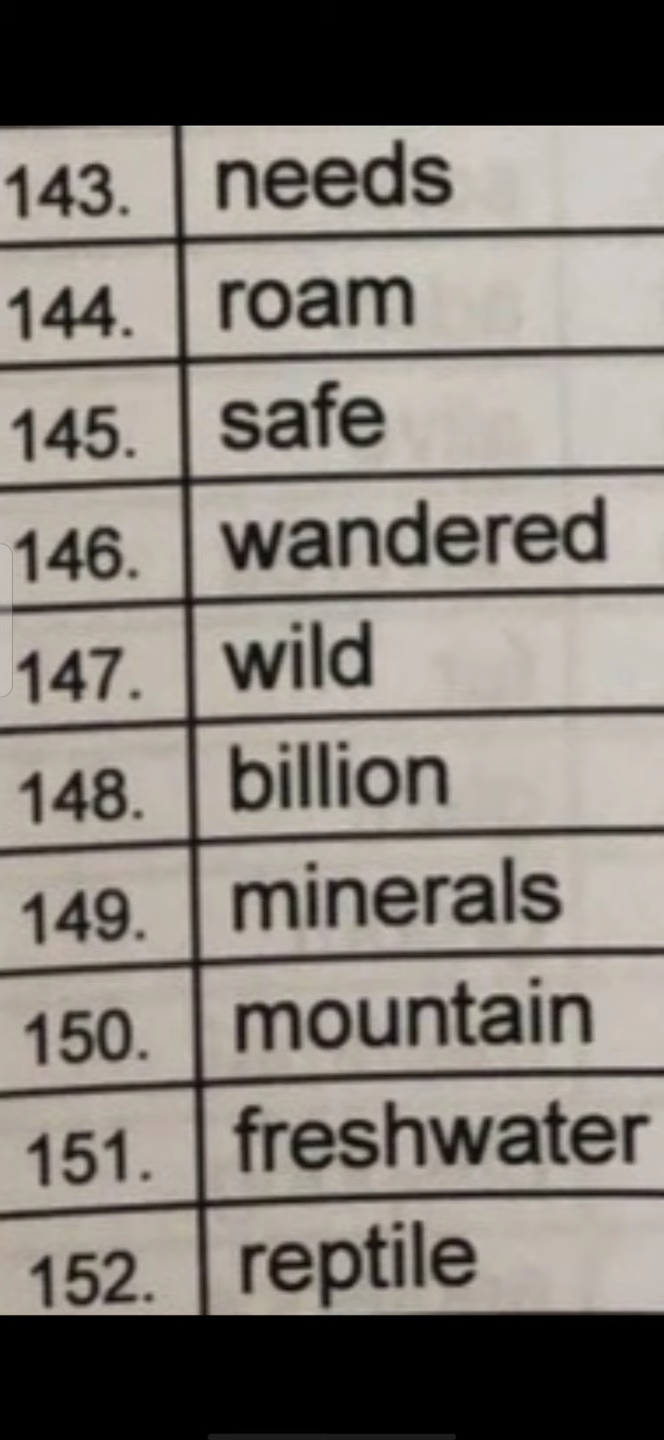 143. needs
144. roam
145. safe
146. wandered
147. wild
148. billion
149. minerals
150. mountain
151. freshwater
152. reptile